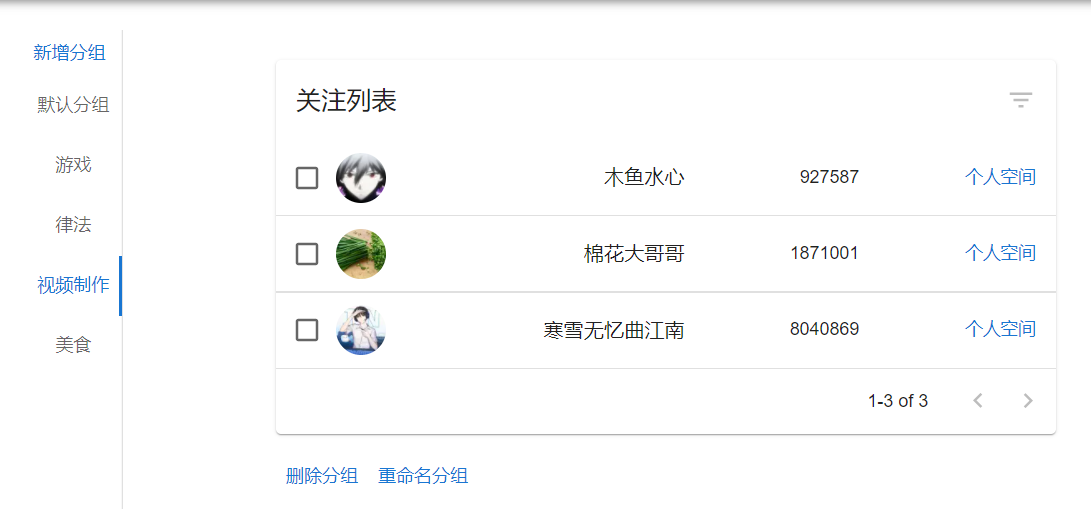 新增分组
默认分组
游戏
律法
视频制作
美食
关注列表
木鱼水心 927587 个人空间
棉花大哥哥 1871001 个人空间
寒雪无忆曲江南 8040869 个人空间
1-3 of 3
删除分组 重命名分组